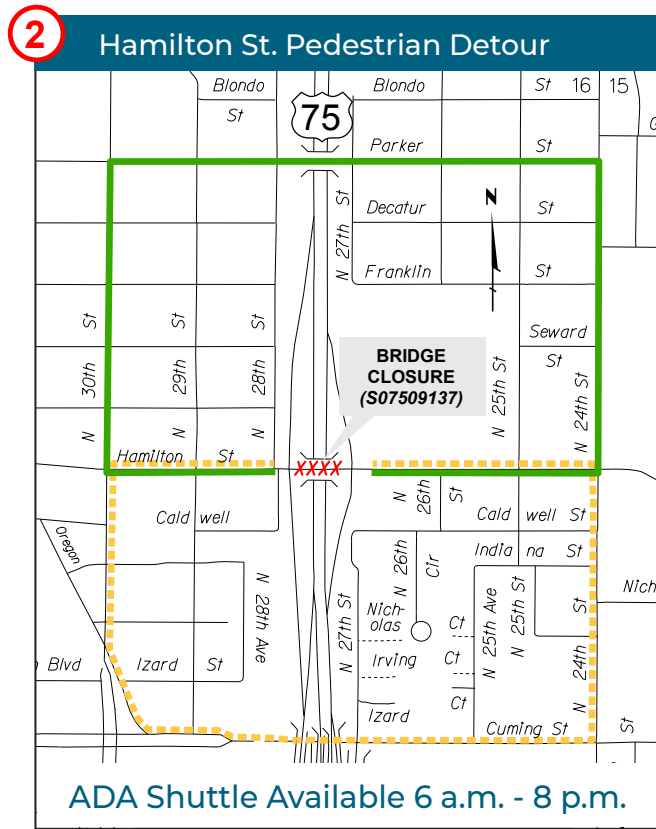 2
Hamilton St. Pedestrian Detour
Blondo
St
Blondo
St 16 15
75
Parker St
N 27th St
Decatur St
N
Franklin St
Seward
St
N 30th St
N 29th St
N 28th St
BRIDGE
CLOSURE
(S07509137)
N 25th St
N 24th St
Hamilton St
XXXX
Cald well
N 26th St
Cald well St
Oregon
India na St
N 28th Ave
N 27th St
N 26th Cir
Nich-
olas
Ct
N 25th Ave
N 25th St
N 24th St
Nich
Blvd
Izard St
Irving Ct
Izard
Ct
Cuming St
St
ADA Shuttle Available 6 a.m. - 8 p.m.